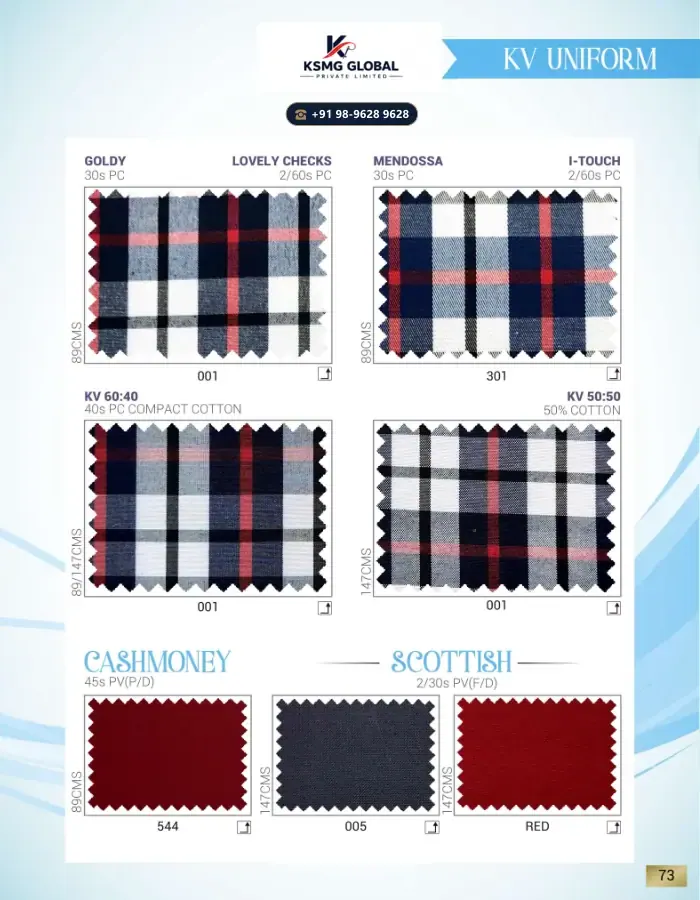 KSMG GLOBAL
PRIVATE LIMITED
KV UNIFORM
+91 98-9628 9628
GOLDY
30s PC
LOVELY CHECKS
2/60s PC
89CMS
001
MENDOSSA
30s PC
I-TOUCH
2/60s PC
89CMS
301
KV 60:40
40s PC COMPACT COTTON
89/147CMS
001
KV 50:50
50% COTTON
147CMS
001
CASHMONEY
45s PV(P/D)
89CMS
544
SCOTTISH
2/30s PV(F/D)
147CMS
005
147CMS
RED
73